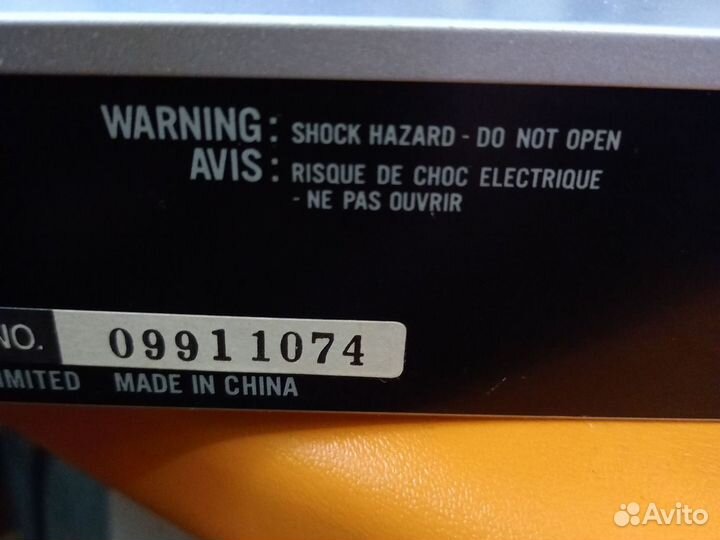 WARNING: SHOCK HAZARD - DO NOT OPEN
AVIS: RISQUE DE CHOC ELECTRIQUE
- NE PAS OUVRIR
NO. 09911074
LIMITED MADE IN CHINA
Avito